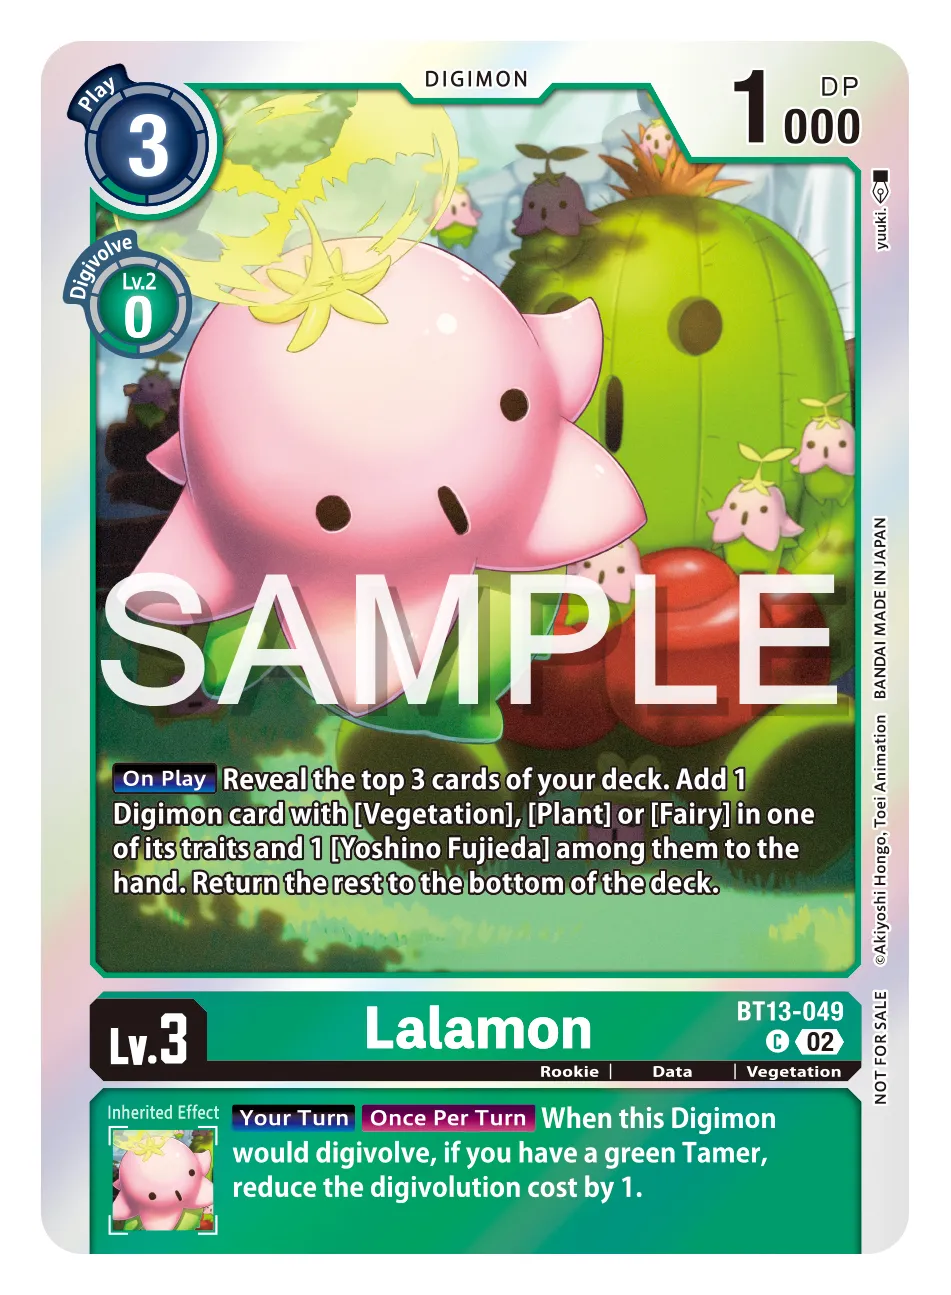 DIGIMON
Play
3
1000
DP
Digivolve
Lv.2
0
yuuki.
SAMPLE
On Play Reveal the top 3 cards of your deck. Add 1
Digimon card with [Vegetation], [Plant] or [Fairy] in one
of its traits and 1 [Yoshino Fujieda] among them to the
hand. Return the rest to the bottom of the deck.
©Akiyoshi Hongo, Toei Animation BANDAI MADE IN JAPAN
NOT FOR SALE
Lv.3
Lalamon
BT13-049
C 02
Rookie | Data | Vegetation
Inherited Effect
Your Turn Once Per Turn When this Digimon
would digivolve, if you have a green Tamer,
reduce the digivolution cost by 1.